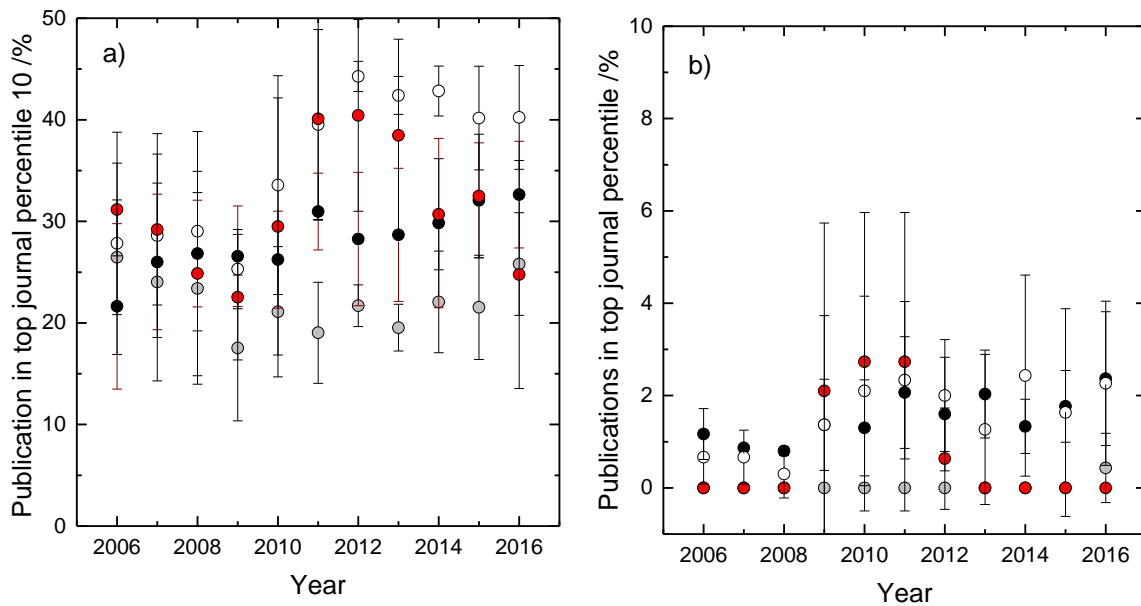 a)
Publication in top journal percentile 10 /%
50
40
30
20
10
0
2006 2008 2010 2012 2014 2016
Year
b)
Publications in top journal percentile /%
10
8
6
4
2
0
2006 2008 2010 2012 2014 2016
Year